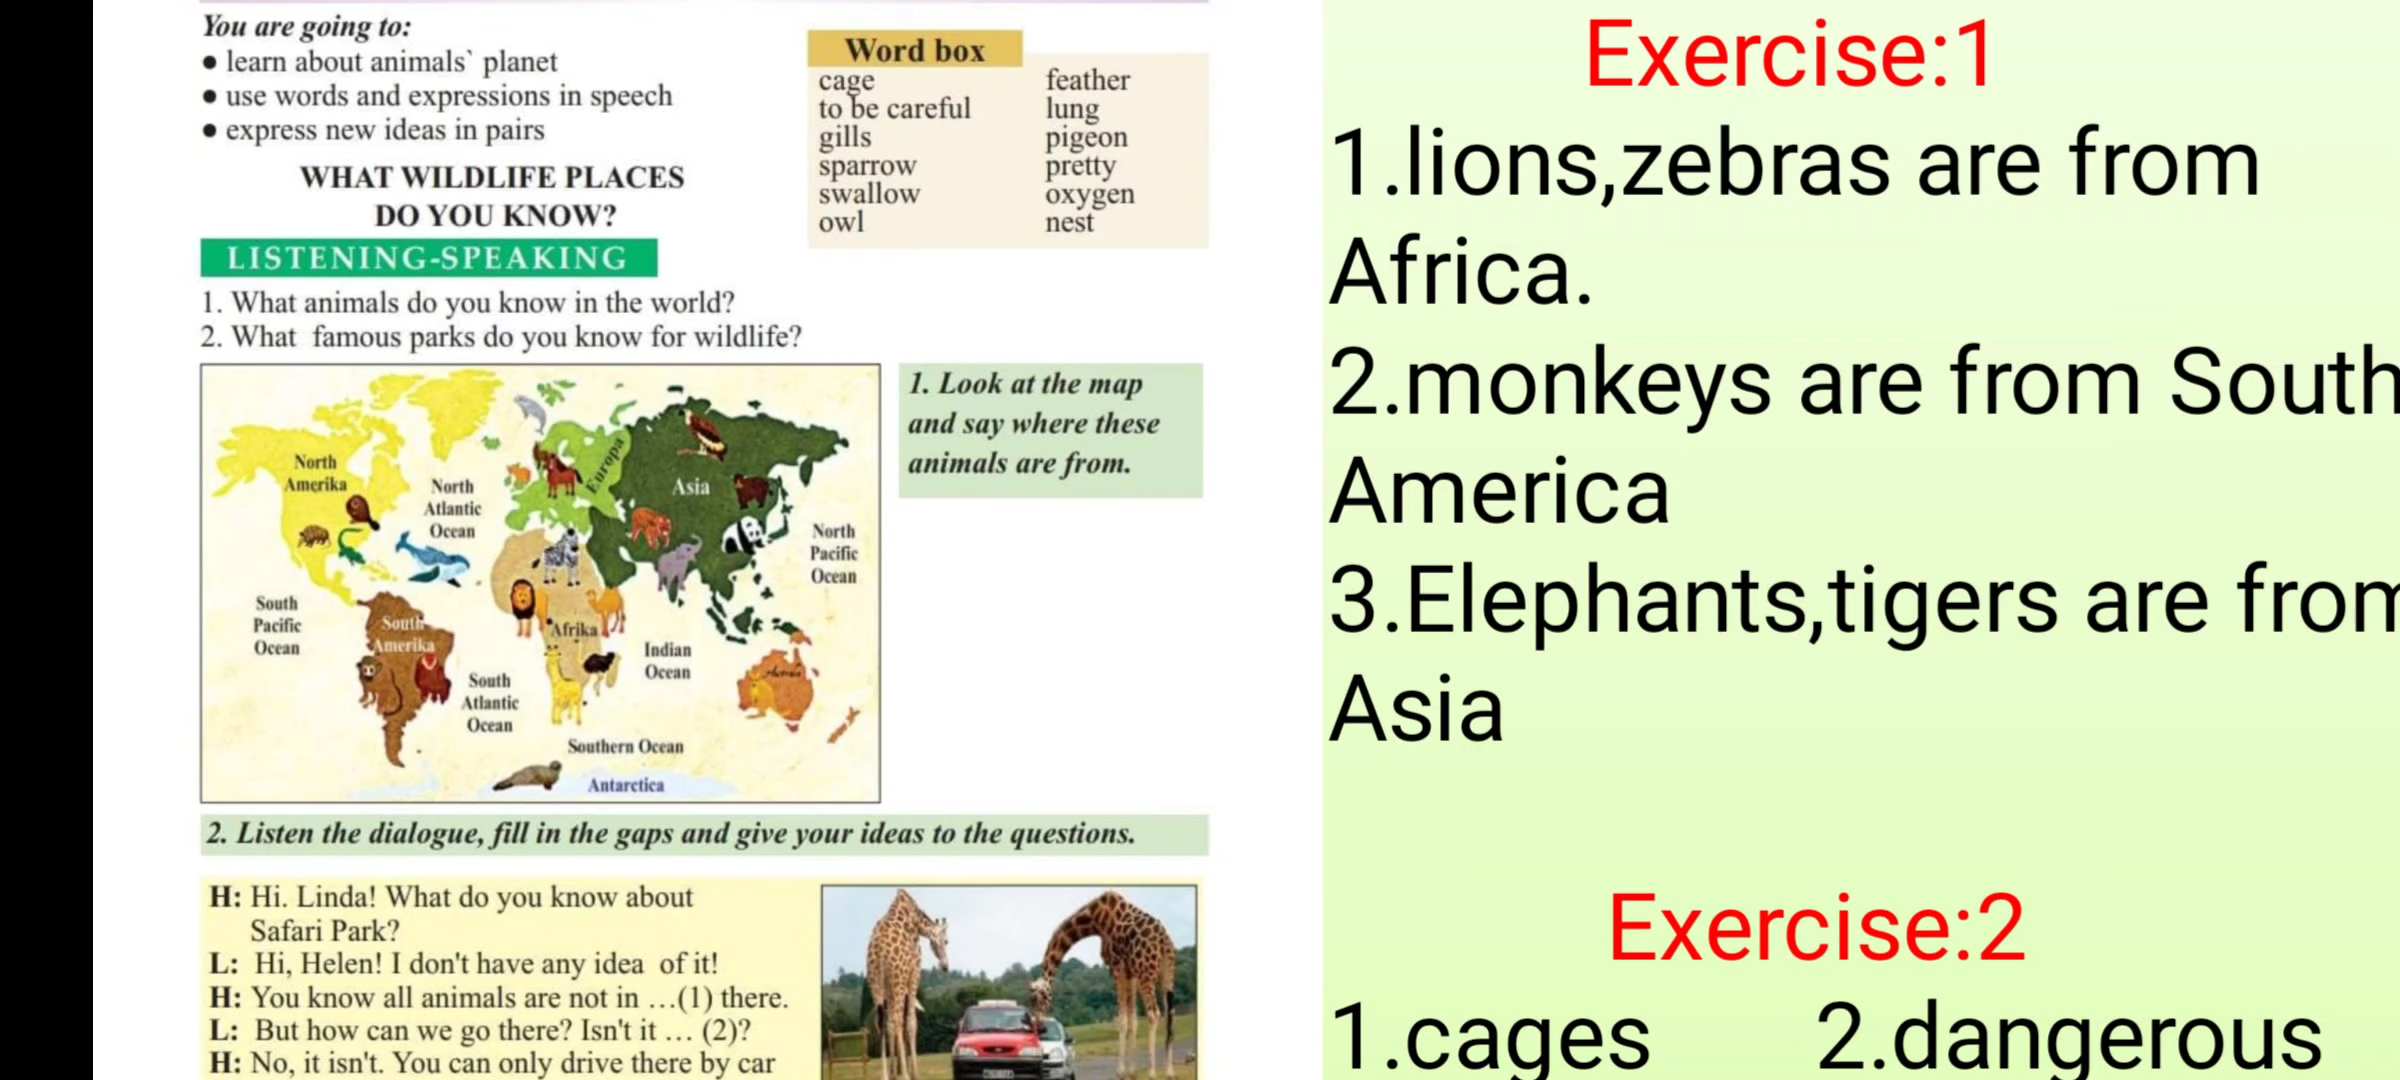 You are going to:
• learn about animals` planet
• use words and expressions in speech
• express new ideas in pairs
WHAT WILDLIFE PLACES
DO YOU KNOW?
Word box
cage
to be careful
gills
sparrow
swallow
owl
feather
lung
pigeon
pretty
oxygen
nest
LISTENING-SPEAKING
1. What animals do you know in the world?
2. What famous parks do you know for wildlife?
North
Amerika
North
Atlantic
Ocean
Europa
Asia
North
Pacific
Ocean
South
Pacific
Ocean
South
Amerika
Afrika
Indian
Ocean
South
Atlantic
Ocean
Southern Ocean
Antarctica
1. Look at the map
and say where these
animals are from.
2. Listen the dialogue, fill in the gaps and give your ideas to the questions.
H: Hi. Linda! What do you know about
Safari Park?
L: Hi, Helen! I don't have any idea of it!
H: You know all animals are not in …(1) there.
L: But how can we go there? Isn't it … (2)?
H: No, it isn't. You can only drive there by car
Exercise:1
1.lions,zebras are from
Africa.
2.monkeys are from South
America
3.Elephants,tigers are from
Asia
Exercise:2
1.cages 2.dangerous